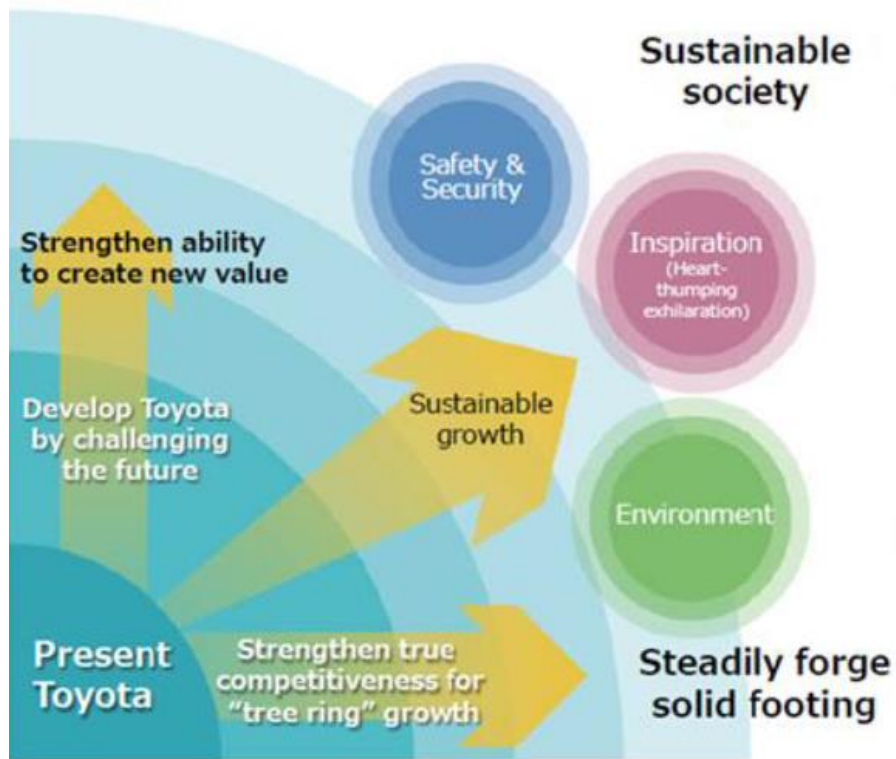 Sustainable
society
Safety &
Security
Inspiration
(Heart-
thumping
exhilaration)
Strengthen ability
to create new value
Develop Toyota
by challenging
the future
Sustainable
growth
Environment
Present
Toyota
Strengthen true
competitiveness for
"tree ring" growth
Steadily forge
solid footing